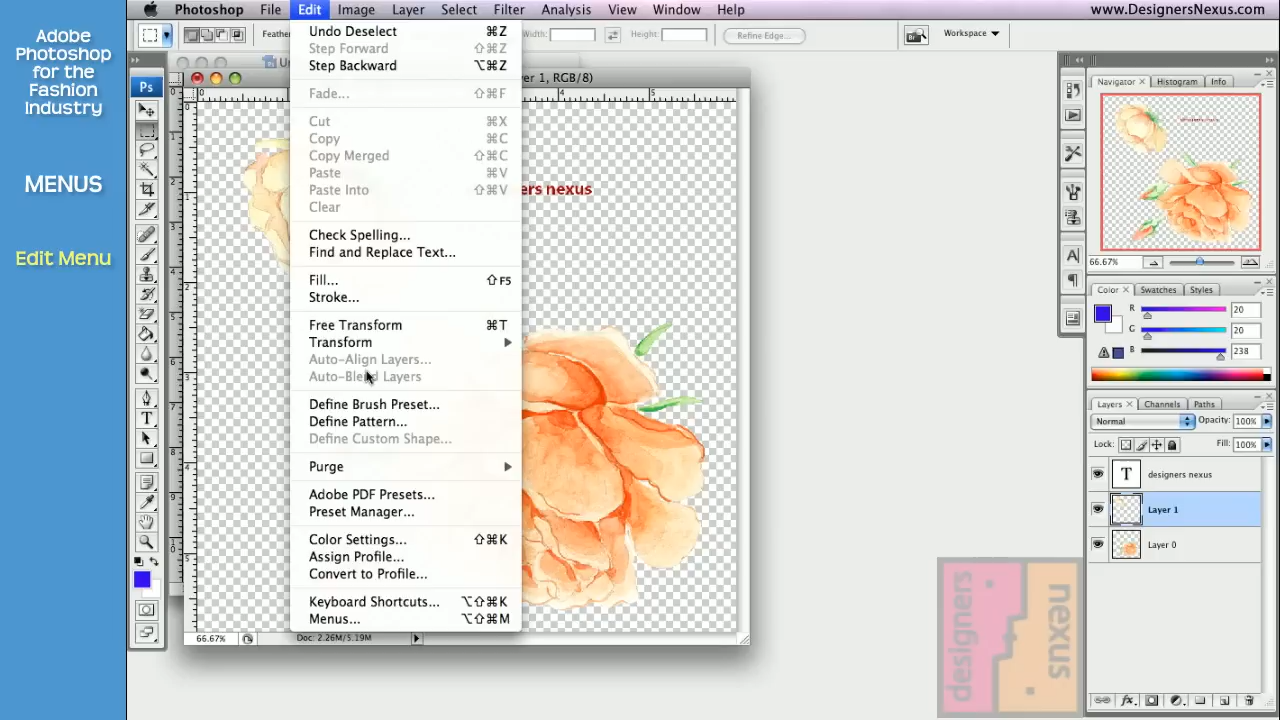 Adobe
Photoshop
for the
Fashion
Industry
MENUS
Edit Menu
Photoshop File Edit Image Layer Select Filter Analysis View Window Help www.DesignersNexus.com
Feather Width: Height: Refine Edge... Workspace
Ps
er 1, RGB/8)
Undo Deselect ⌘Z
Step Forward ⇧⌘Z
Step Backward ⌥⌘Z
Fade... ⇧⌘F
Cut ⌘X
Copy ⌘C
Copy Merged ⇧⌘C
Paste ⌘V
Paste Into ⇧⌘V
Clear
Check Spelling...
Find and Replace Text...
Fill... ⇧F5
Stroke...
Free Transform ⌘T
Transform
Auto-Align Layers...
Auto-Blend Layers
Define Brush Preset...
Define Pattern...
Define Custom Shape...
Purge
Adobe PDF Presets...
Preset Manager...
Color Settings... ⇧⌘K
Assign Profile...
Convert to Profile...
Keyboard Shortcuts... ⌥⇧⌘K
Menus... ⌥⇧⌘M
ers nexus
66.67% Doc: 2.26M/5.19M
Navigator Histogram Info
66.67%
Color Swatches Styles
R 20
G 20
B 238
Layers Channels Paths
Normal Opacity: 100%
Lock: Fill: 100%
T designers nexus
Layer 1
Layer 0
designers
nexus